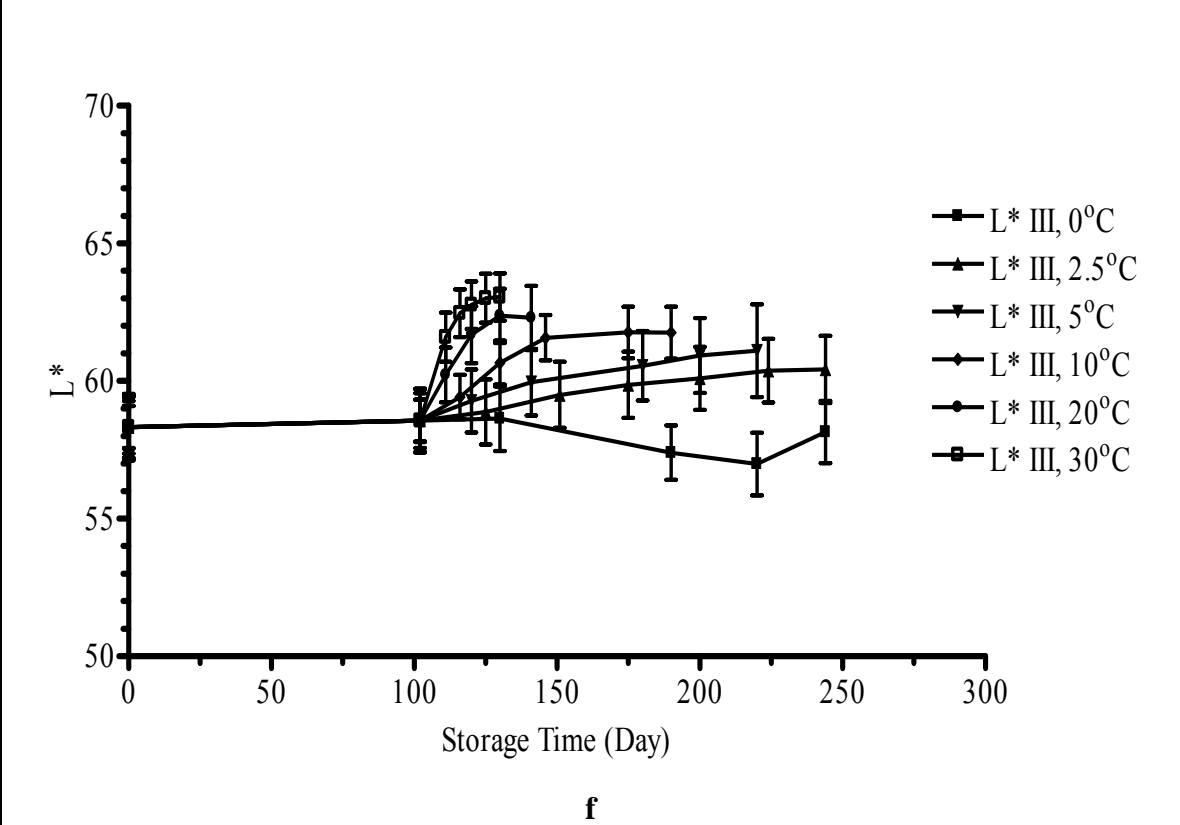 70
65
60
55
50
L*
0
50
100
150
200
250
300
Storage Time (Day)
L* III, 0°C
L* III, 2.5°C
L* III, 5°C
L* III, 10°C
L* III, 20°C
L* III, 30°C
f